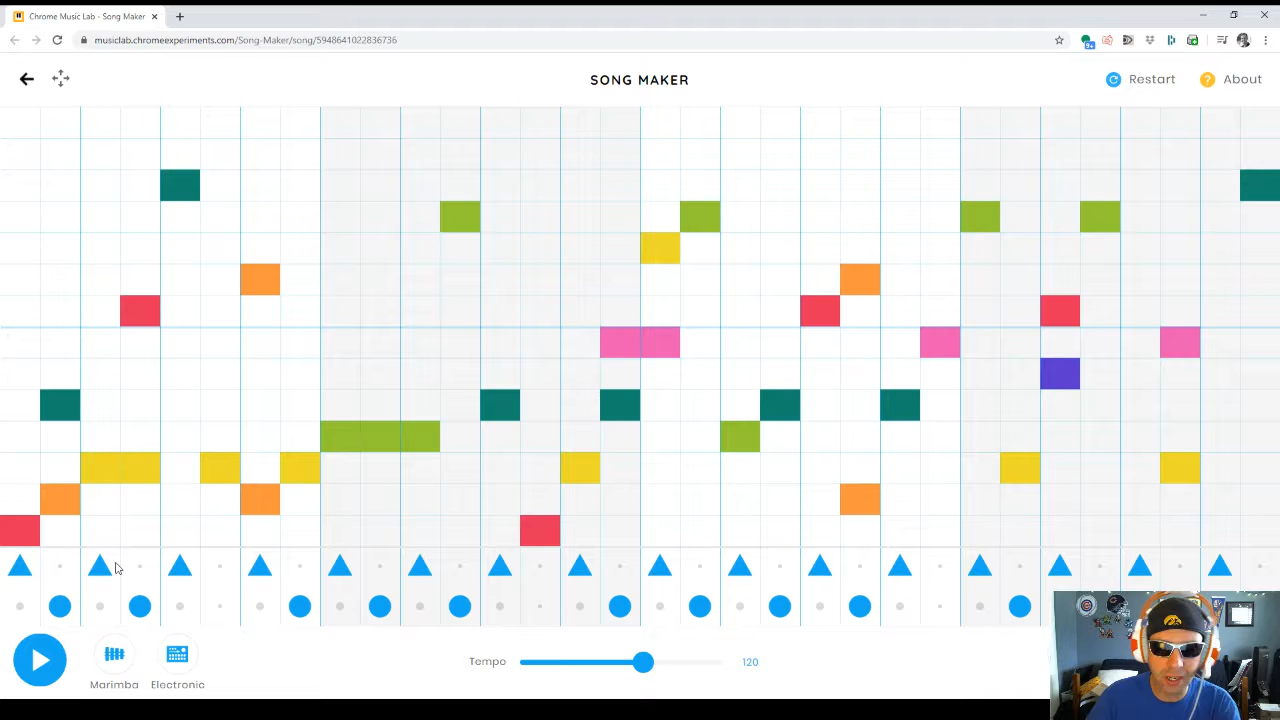 Chrome Music Lab - Song Maker
musiclab.chromeexperiments.com/Song-Maker/song/5948641022836736
9+
SONG MAKER
Restart
? About
Tempo 120
Marimba Electronic